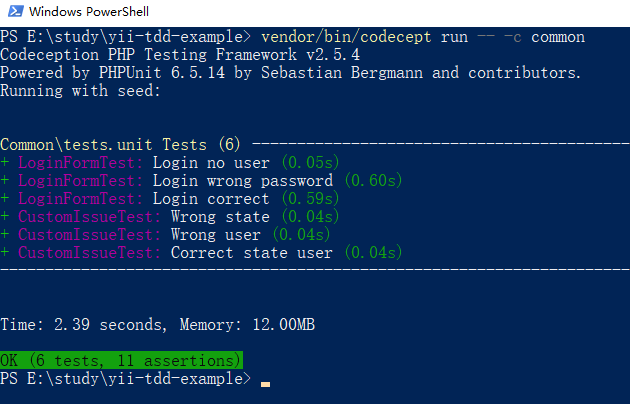 Windows PowerShell
PS E:\study\yii-tdd-example> vendor/bin/codecept run -- -c common
Codeception PHP Testing Framework v2.5.4
Powered by PHPUnit 6.5.14 by Sebastian Bergmann and contributors.
Running with seed:
Common\tests.unit Tests (6) ------------------------------------------
+ LoginFormTest: Login no user (0.05s)
+ LoginFormTest: Login wrong password (0.60s)
+ LoginFormTest: Login correct (0.59s)
+ CustomIssueTest: Wrong state (0.04s)
+ CustomIssueTest: Wrong user (0.04s)
+ CustomIssueTest: Correct state user (0.04s)
----------------------------------------------------------------------
Time: 2.39 seconds, Memory: 12.00MB
OK (6 tests, 11 assertions)
PS E:\study\yii-tdd-example>